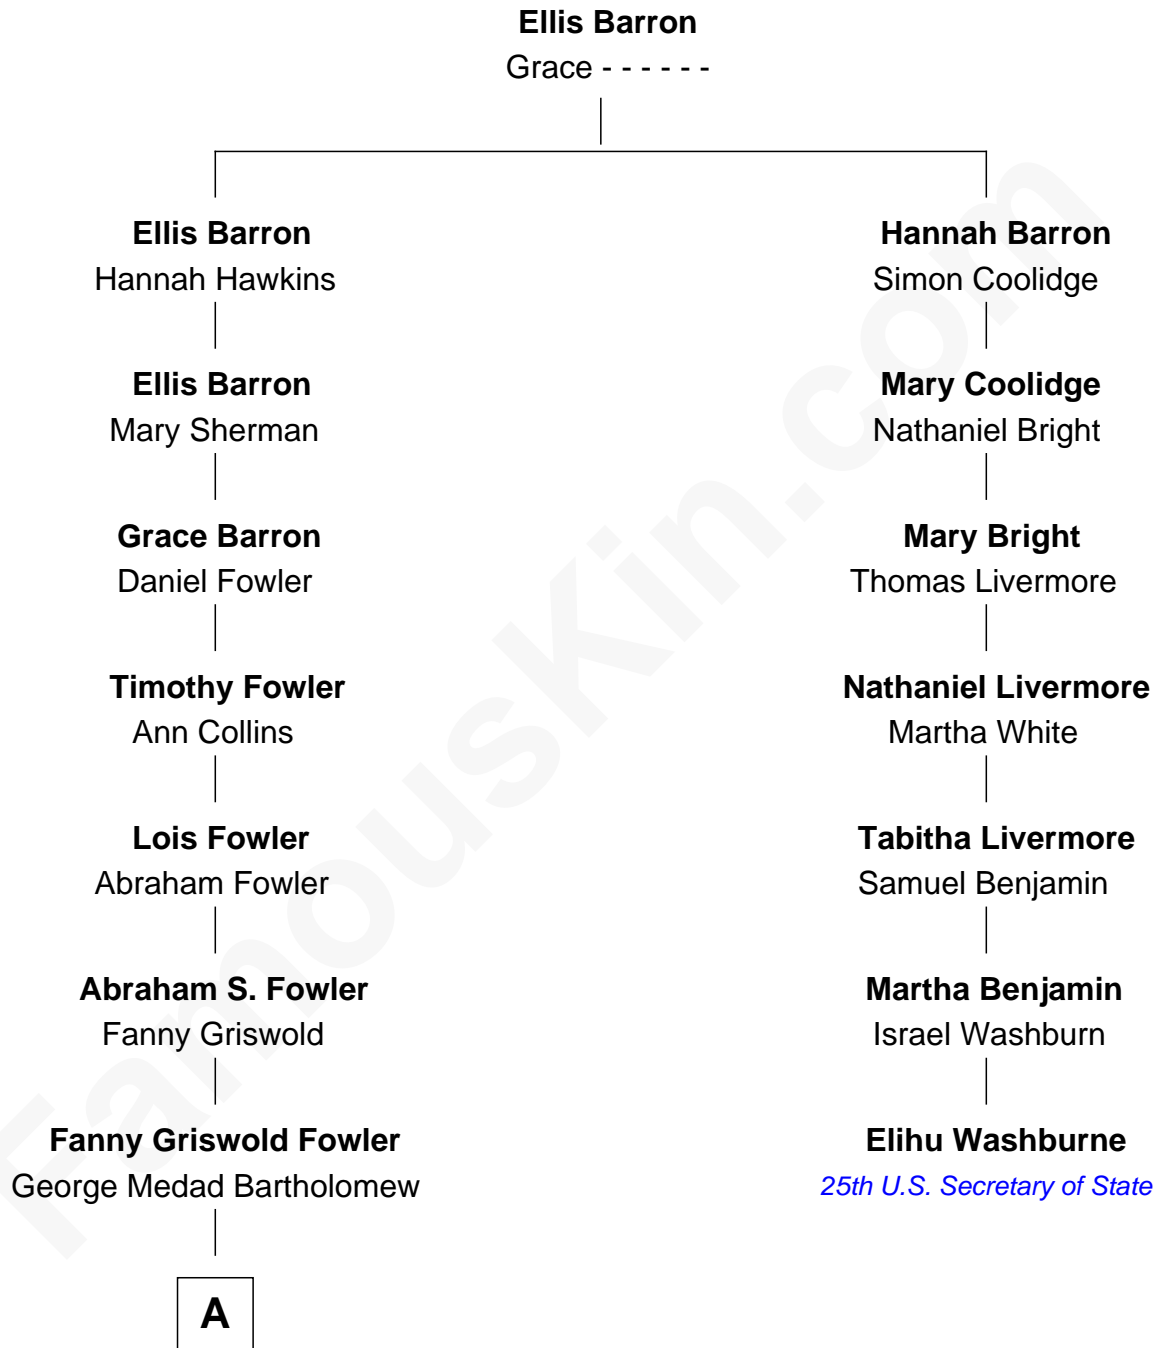 Ellis Barron
Grace - - - - - -
Ellis Barron
Hannah Hawkins
Hannah Barron
Simon Coolidge
Ellis Barron
Mary Sherman
Mary Coolidge
Nathaniel Bright
Grace Barron
Daniel Fowler
Mary Bright
Thomas Livermore
Timothy Fowler
Ann Collins
Nathaniel Livermore
Martha White
Lois Fowler
Abraham Fowler
Tabitha Livermore
Samuel Benjamin
Abraham S. Fowler
Fanny Griswold
Martha Benjamin
Israel Washburn
Fanny Griswold Fowler
George Medad Bartholomew
Elihu Washburne
25th U.S. Secretary of State
A
FamousKin.com